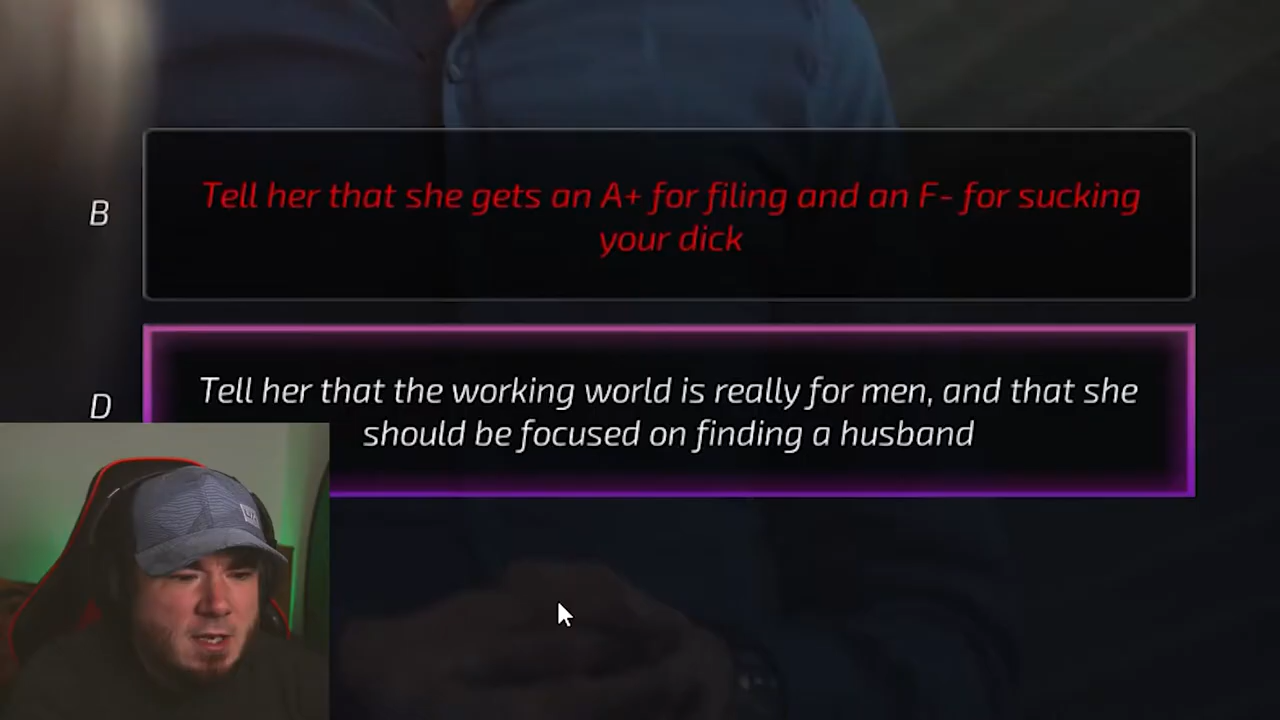 B
Tell her that she gets an A+ for filing and an F- for sucking
your dick
D
Tell her that the working world is really for men, and that she
should be focused on finding a husband